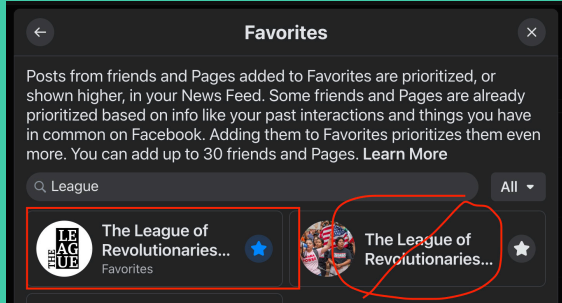 Favorites
Posts from friends and Pages added to Favorites are prioritized, or
shown higher, in your News Feed. Some friends and Pages are already
prioritized based on info like your past interactions and things you have
in common on Facebook. Adding them to Favorites prioritizes them even
more. You can add up to 30 friends and Pages. Learn More
League
All
THE LEAGUE
The League of
Revolutionaries...
Favorites
The League of
Revolutionaries...